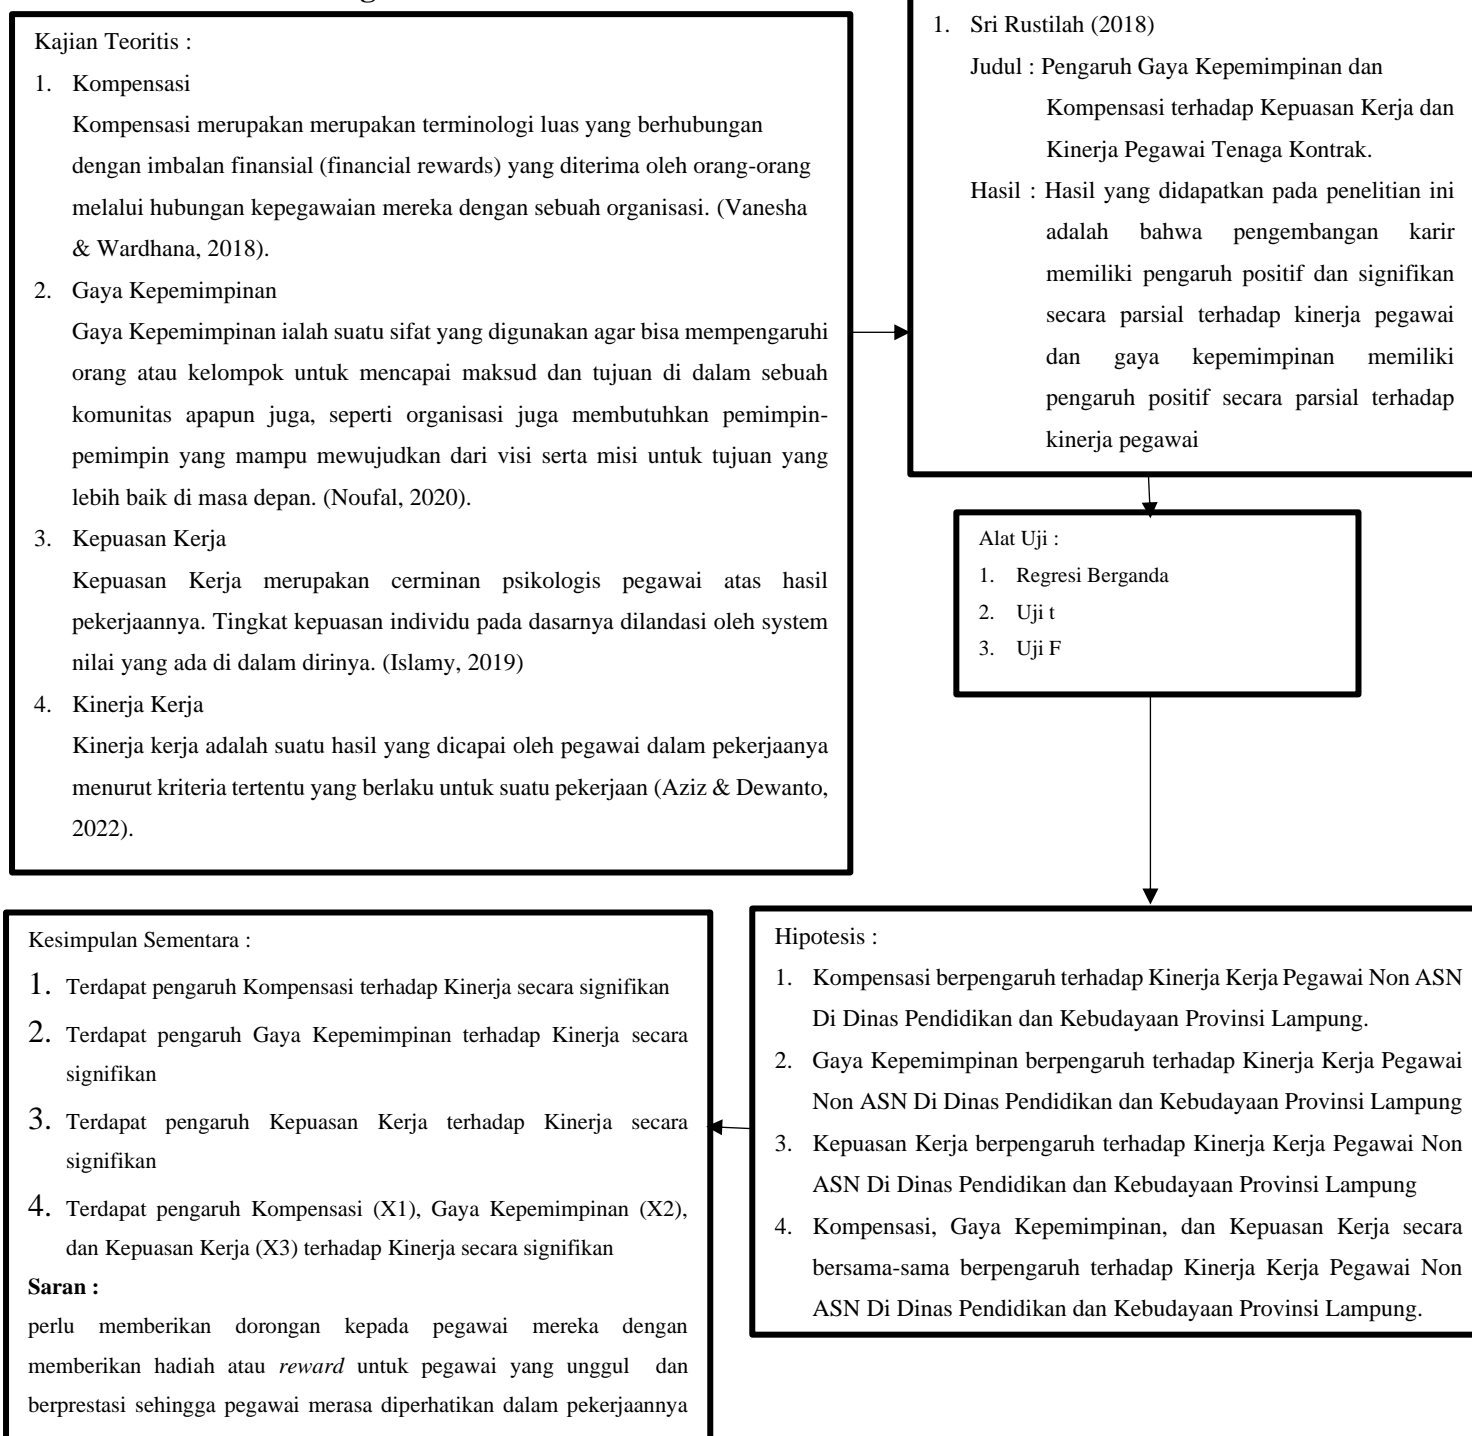 Kajian Teoritis :
1. Kompensasi
Kompensasi merupakan merupakan terminologi luas yang berhubungan
dengan imbalan finansial (financial rewards) yang diterima oleh orang-orang
melalui hubungan kepegawaian mereka dengan sebuah organisasi. (Vanesha
& Wardhana, 2018).
2. Gaya Kepemimpinan
Gaya Kepemimpinan ialah suatu sifat yang digunakan agar bisa mempengaruhi
orang atau kelompok untuk mencapai maksud dan tujuan di dalam sebuah
komunitas apapun juga, seperti organisasi juga membutuhkan pemimpin-
pemimpin yang mampu mewujudkan dari visi serta misi untuk tujuan yang
lebih baik di masa depan. (Noufal, 2020).
3. Kepuasan Kerja
Kepuasan Kerja merupakan cerminan psikologis pegawai atas hasil
pekerjaannya. Tingkat kepuasan individu pada dasarnya dilandasi oleh system
nilai yang ada di dalam dirinya. (Islamy, 2019)
4. Kinerja Kerja
Kinerja kerja adalah suatu hasil yang dicapai oleh pegawai dalam pekerjaanya
menurut kriteria tertentu yang berlaku untuk suatu pekerjaan (Aziz & Dewanto,
2022).
1. Sri Rustilah (2018)
Judul : Pengaruh Gaya Kepemimpinan dan
Kompensasi terhadap Kepuasan Kerja dan
Kinerja Pegawai Tenaga Kontrak.
Hasil : Hasil yang didapatkan pada penelitian ini
adalah bahwa pengembangan karir
memiliki pengaruh positif dan signifikan
secara parsial terhadap kinerja pegawai
dan gaya kepemimpinan memiliki
pengaruh positif secara parsial terhadap
kinerja pegawai
Alat Uji :
1. Regresi Berganda
2. Uji t
3. Uji F
Hipotesis :
1. Kompensasi berpengaruh terhadap Kinerja Kerja Pegawai Non ASN
Di Dinas Pendidikan dan Kebudayaan Provinsi Lampung.
2. Gaya Kepemimpinan berpengaruh terhadap Kinerja Kerja Pegawai
Non ASN Di Dinas Pendidikan dan Kebudayaan Provinsi Lampung
3. Kepuasan Kerja berpengaruh terhadap Kinerja Kerja Pegawai Non
ASN Di Dinas Pendidikan dan Kebudayaan Provinsi Lampung
4. Kompensasi, Gaya Kepemimpinan, dan Kepuasan Kerja secara
bersama-sama berpengaruh terhadap Kinerja Kerja Pegawai Non
ASN Di Dinas Pendidikan dan Kebudayaan Provinsi Lampung.
Kesimpulan Sementara :
1. Terdapat pengaruh Kompensasi terhadap Kinerja secara signifikan
2. Terdapat pengaruh Gaya Kepemimpinan terhadap Kinerja secara
signifikan
3. Terdapat pengaruh Kepuasan Kerja terhadap Kinerja secara
signifikan
4. Terdapat pengaruh Kompensasi (X1), Gaya Kepemimpinan (X2),
dan Kepuasan Kerja (X3) terhadap Kinerja secara signifikan
Saran :
perlu memberikan dorongan kepada pegawai mereka dengan
memberikan hadiah atau reward untuk pegawai yang unggul dan
berprestasi sehingga pegawai merasa diperhatikan dalam pekerjaannya